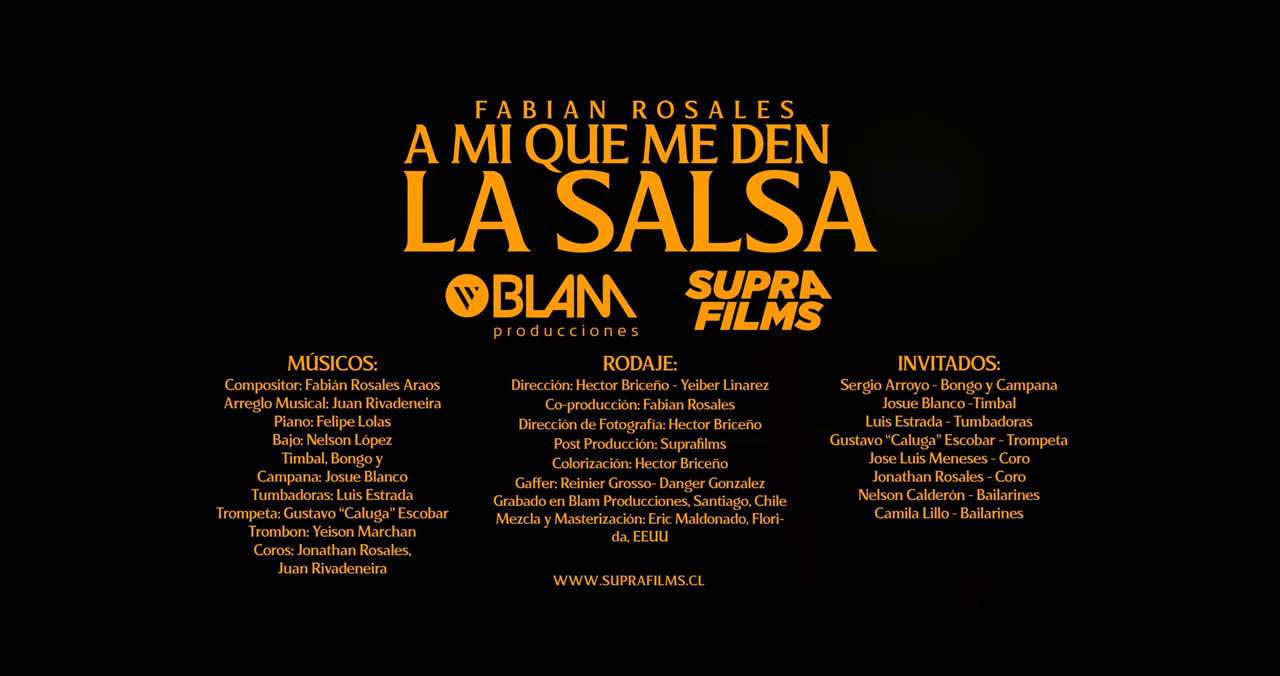 FABIAN ROSALES
A MI QUE ME DEN
LA SALSA
BLAM
producciones
SUPRA
FILMS
MÚSICOS:
Compositor: Fabián Rosales Araos
Arreglo Musical: Juan Rivadeneira
Piano: Felipe Lolas
Bajo: Nelson López
Timbal, Bongo y
Campana: Josue Blanco
Tumbadoras: Luis Estrada
Trompeta: Gustavo “Caluga” Escobar
Trombon: Yeison Marchan
Coros: Jonathan Rosales,
Juan Rivadeneira
RODAJE:
Dirección: Hector Briceño - Yeiber Linarez
Co-producción: Fabian Rosales
Dirección de Fotografía: Hector Briceño
Post Producción: Suprafilms
Colorización: Hector Briceño
Gaffer: Reinier Grosso- Danger Gonzalez
Grabado en Blam Producciones, Santiago, Chile
Mezcla y Masterización: Eric Maldonado, Flori-
da, EEUU
WWW.SUPRAFILMS.CL
INVITADOS:
Sergio Arroyo - Bongo y Campana
Josue Blanco -Timbal
Luis Estrada - Tumbadoras
Gustavo “Caluga” Escobar - Trompeta
Jose Luis Meneses - Coro
Jonathan Rosales - Coro
Nelson Calderón - Bailarines
Camila Lillo - Bailarines